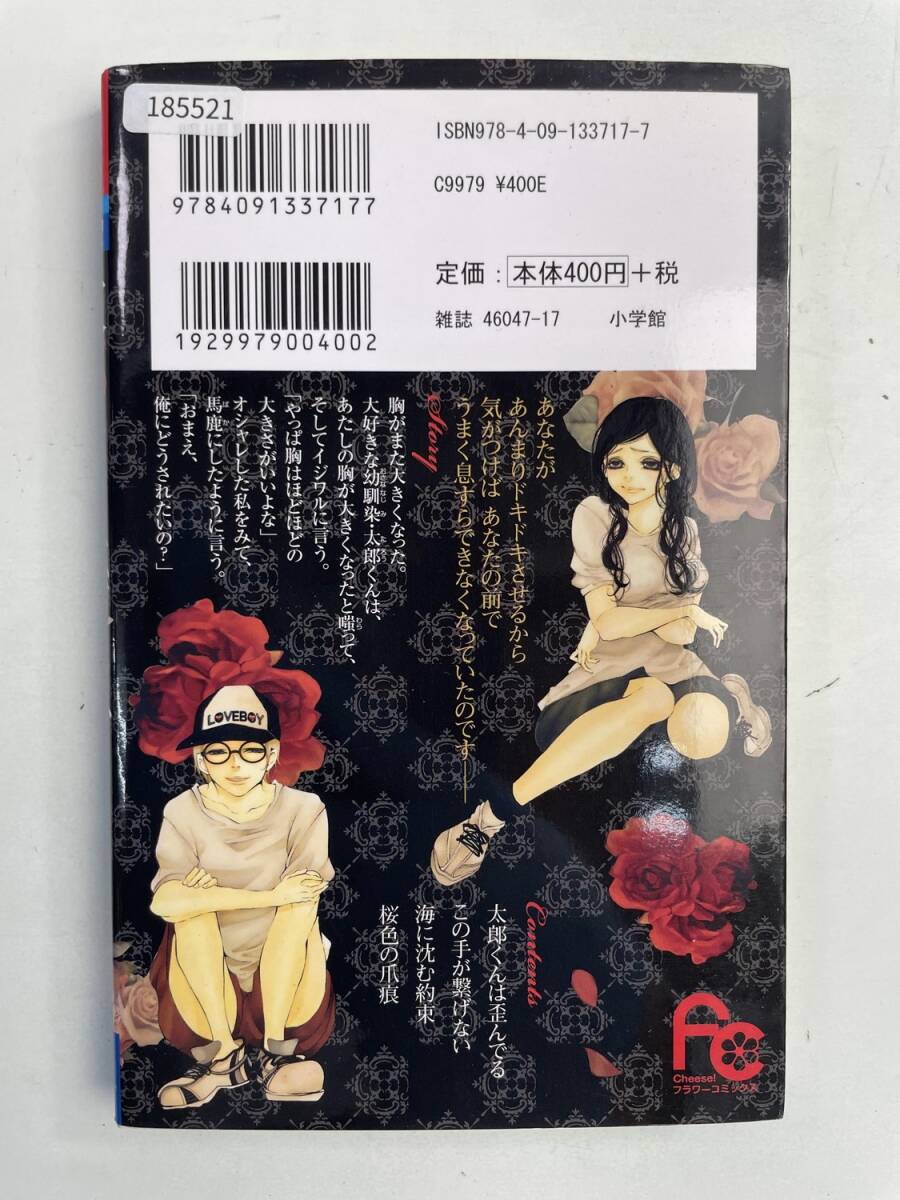 185521
9784091337177
1929979004002
ISBN978-4-09-133717-7
C9979 ¥400E
定価：本体400円＋税
雑誌 46047-17　小学館
あなたが
あんまりドキドキさせるから
気がつけば あなたの前で
うまく息すらできなくなっていたのです――
Story
胸がまた大きくなった。
大好きな幼馴染・太郎くんは、
あたしの胸が大きくなったと嗤って、
そしてイジワルに言う。
「やっぱ胸はほどほどの
大きさがいいよな」
オシャレした私をみて、
馬鹿にしたように言う。
「おまえ、
俺にどうされたいの？」
LOVEBOY
Contents
太郎くんは歪んでる
この手が繋げない
海に沈む約束
桜色の爪痕
FC
Cheese!
フラワーコミックス